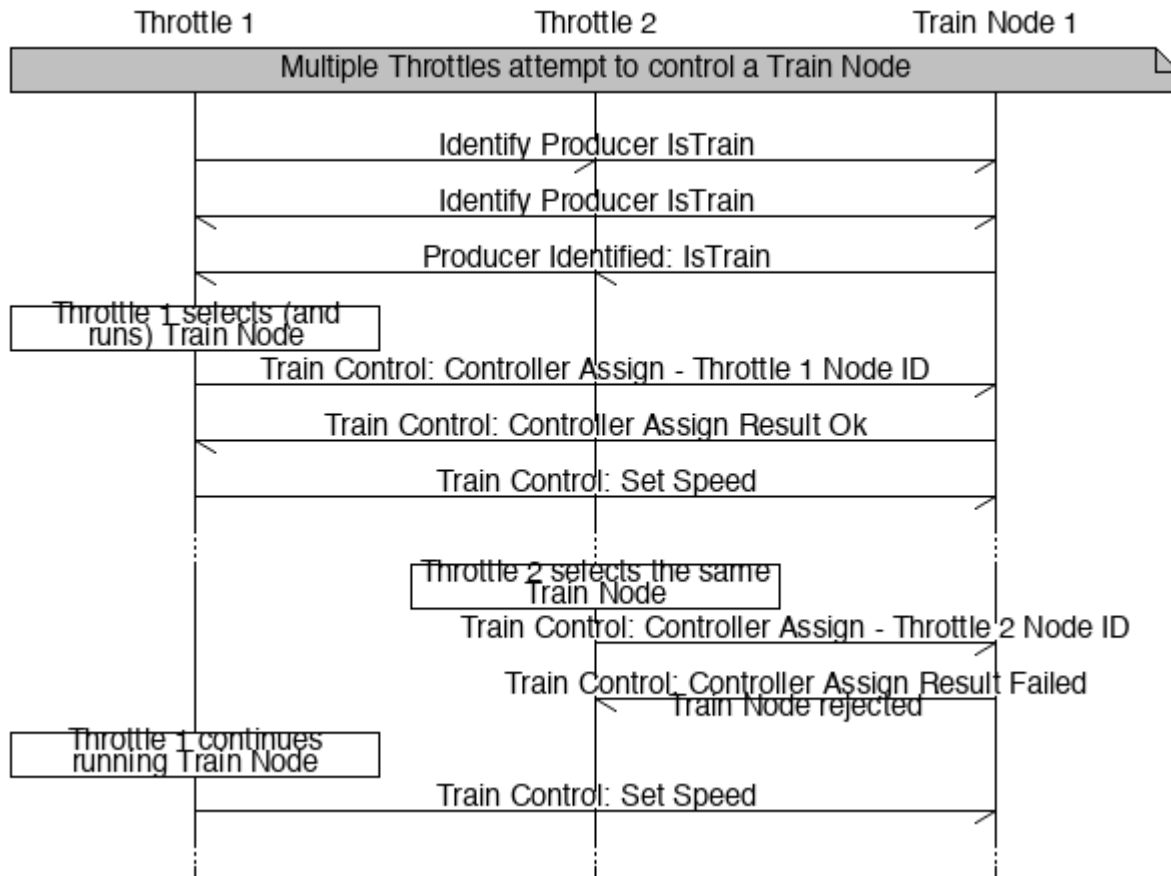 Throttle 1
Throttle 2
Train Node 1
Multiple Throttles attempt to control a Train Node
Identify Producer IsTrain
Identify Producer IsTrain
Producer Identified: IsTrain
Throttle 1 selects (and
runs) Train Node
Train Control: Controller Assign - Throttle 1 Node ID
Train Control: Controller Assign Result Ok
Train Control: Set Speed
Throttle 2 selects the same
Train Node
Train Control: Controller Assign - Throttle 2 Node ID
Train Control: Controller Assign Result Failed
Train Node rejected
Throttle 1 continues
running Train Node
Train Control: Set Speed